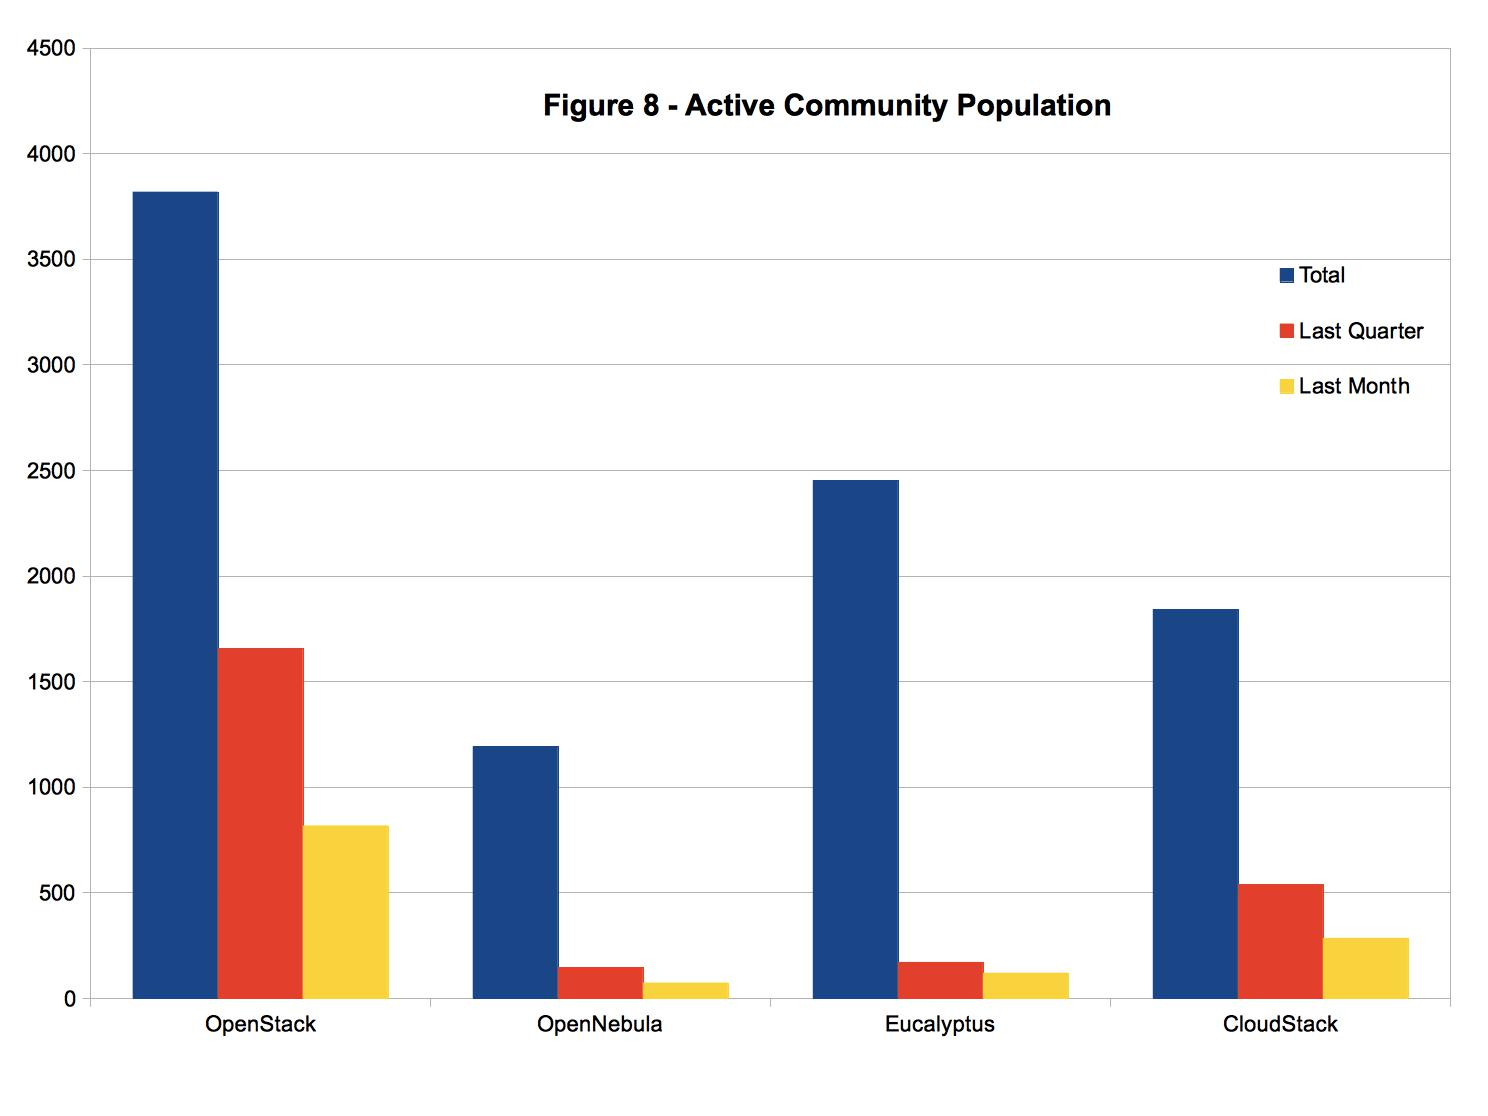 4500
Figure 8 - Active Community Population
4000
3500
Total
Last Quarter
3000
Last Month
2500
2000
1500
1000
500
0
OpenStack OpenNebula Eucalyptus CloudStack